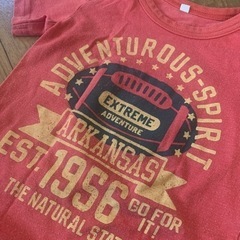 ADVENTUROUS-SPIRIT
EXTREME
ADVENTURE
ARKANSAS
EST. 1956
GO FOR
IT!
THE NATURAL STAT